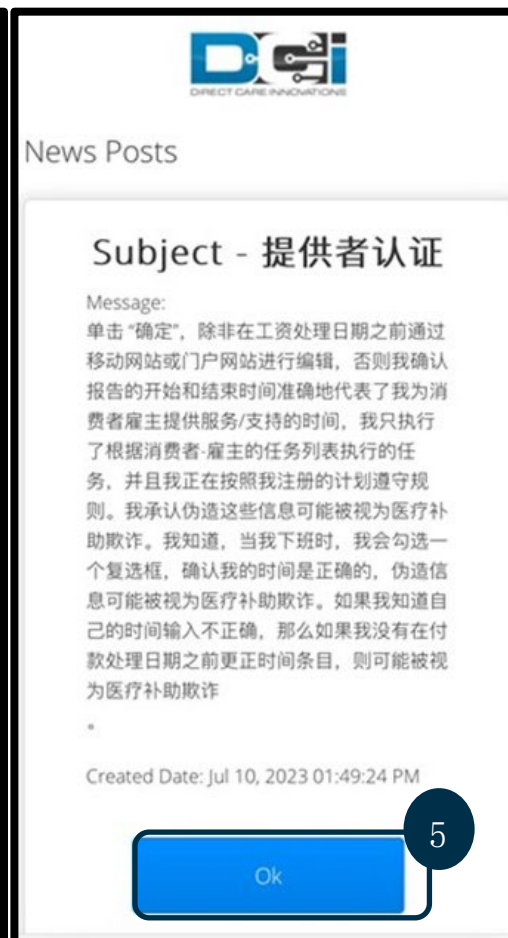 DCi
DIRECT CARE INNOVATIONS
News Posts
Subject - 提供者认证
Message:
单击 “确定”，除非在工资处理日期之前通过
移动网站或门户网站进行编辑，否则我确认
报告的开始和结束时间准确地代表了我为消
费者雇主提供服务/支持的时间，我只执行
了根据消费者-雇主的任务列表执行的任
务，并且我正在按照我注册的计划遵守规
则。我承认伪造这些信息可能被视为医疗补
助欺诈。我知道，当我下班时，我会勾选一
个复选框，确认我的时间是正确的，伪造信
息可能被视为医疗补助欺诈。如果我知道自
己的时间输入不正确，那么如果我没有在付
款处理日期之前更正时间条目，则可能被视
为医疗补助欺诈
。
Created Date: Jul 10, 2023 01:49:24 PM
5
Ok